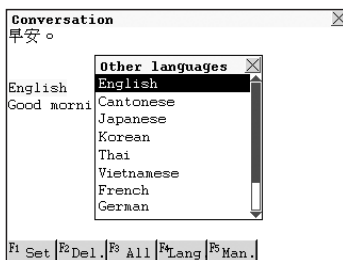 Conversation
早安。
Other languages
English
Cantonese
Japanese
Korean
Thai
Vietnamese
French
German
English
Good morni
F1 Set F2 Del. F3 All F4 Lang F5 Man.